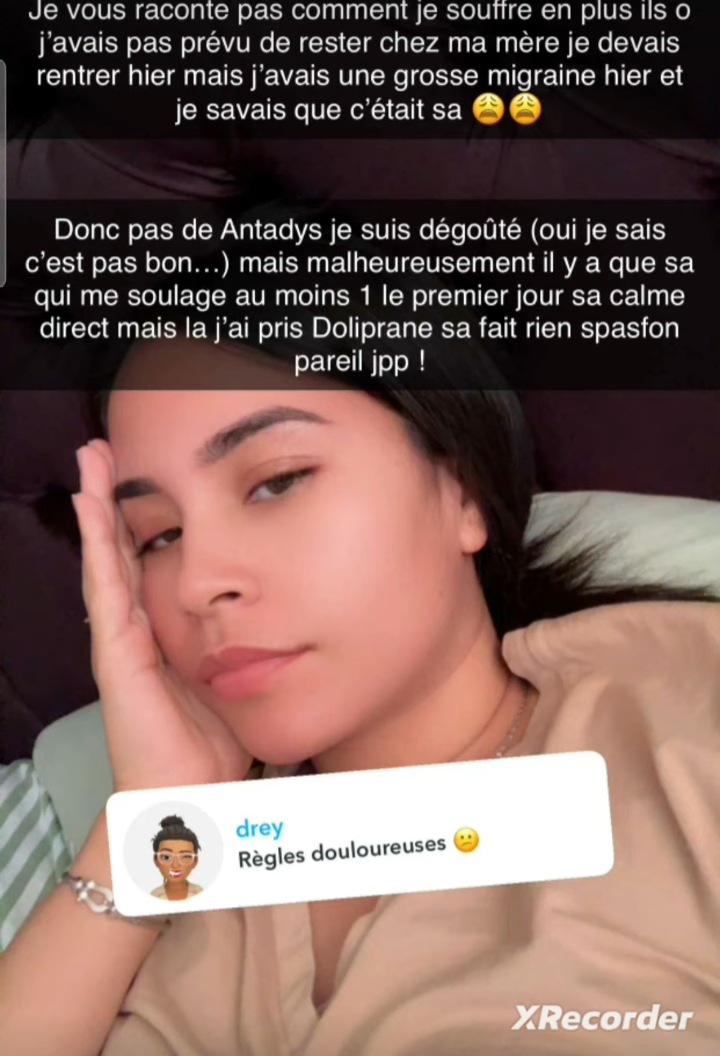 Je vous raconte pas comment je souffre en plus ils o
j'avais pas prévu de rester chez ma mère je devais
rentrer hier mais j'avais une grosse migraine hier et
je savais que c'était sa 😩😩
Donc pas de Antadys je suis dégoûté (oui je sais
c'est pas bon...) mais malheureusement il y a que sa
qui me soulage au moins 1 le premier jour sa calme
direct mais la j'ai pris Doliprane sa fait rien spasfon
pareil jpp !
drey
Règles douloureuses 😕
XRecorder